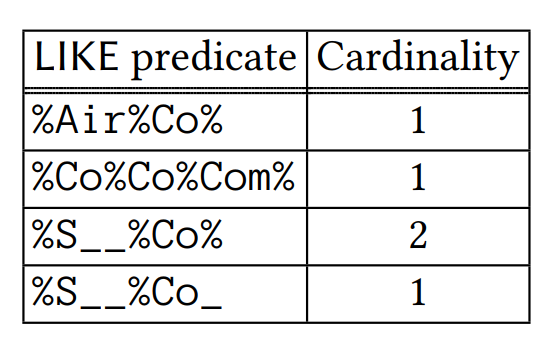 LIKE predicate Cardinality
%Air%Co% 1
%Co%Co%Com% 1
%S__%Co% 2
%S__%Co_ 1